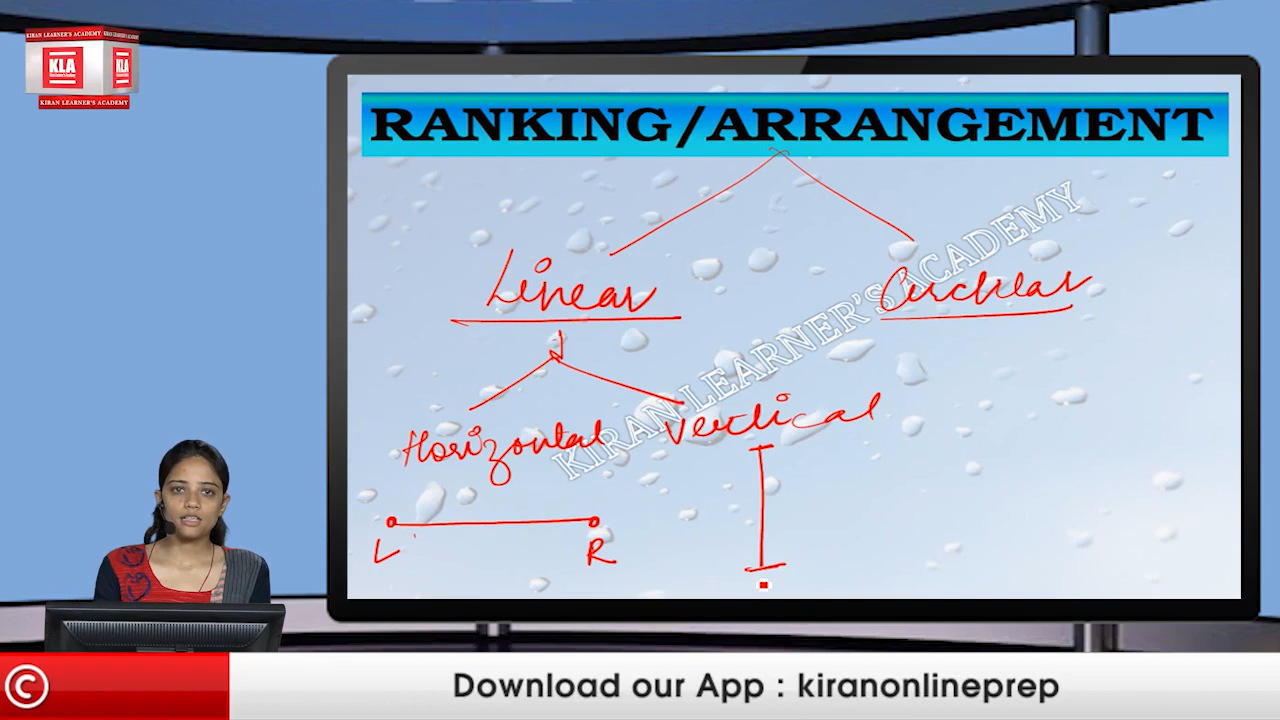 KIRAN LEARNER'S ACADEMY
KLA
KLA
KIRAN LEARNER'S ACADEMY
RANKING/ARRANGEMENT
KIRAN LEARNER'S ACADEMY
Linear
Circular
Horizontal
Vertical
L
R
© Download our App : kiranonlineprep